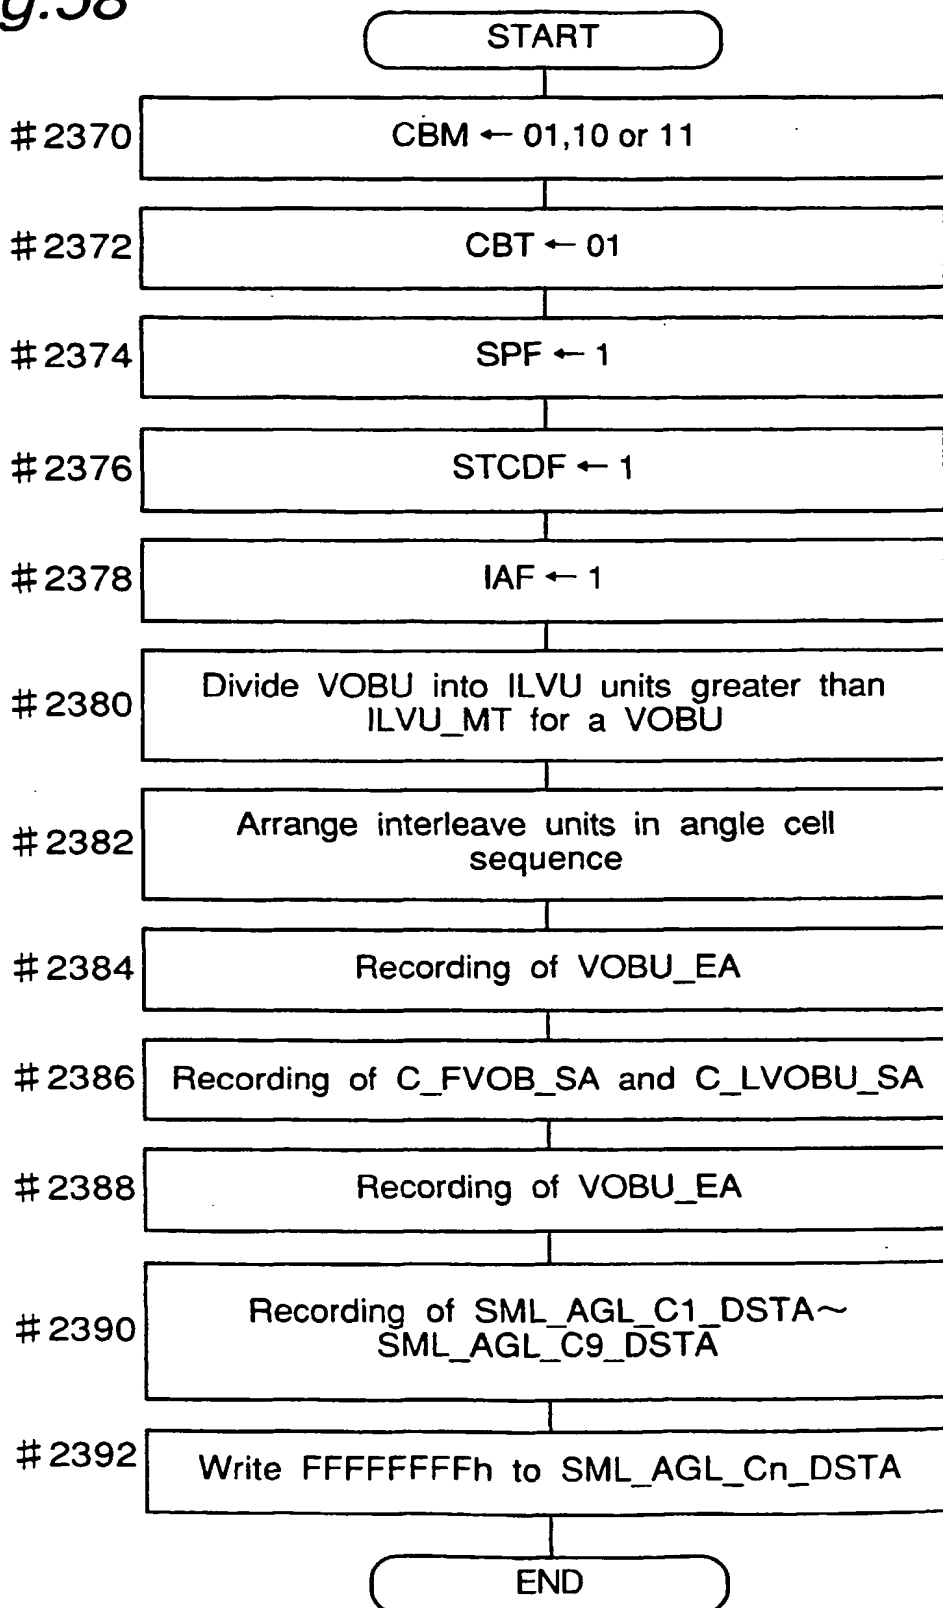 g.58
START
#2370
CBM ← 01,10 or 11
#2372
CBT ← 01
#2374
SPF ← 1
#2376
STCDF ← 1
#2378
IAF ← 1
#2380
Divide VOBU into ILVU units greater than
ILVU_MT for a VOBU
#2382
Arrange interleave units in angle cell
sequence
#2384
Recording of VOBU_EA
#2386
Recording of C_FVOB_SA and C_LVOBU_SA
#2388
Recording of VOBU_EA
#2390
Recording of SML_AGL_C1_DSTA~
SML_AGL_C9_DSTA
#2392
Write FFFFFFFFh to SML_AGL_Cn_DSTA
END